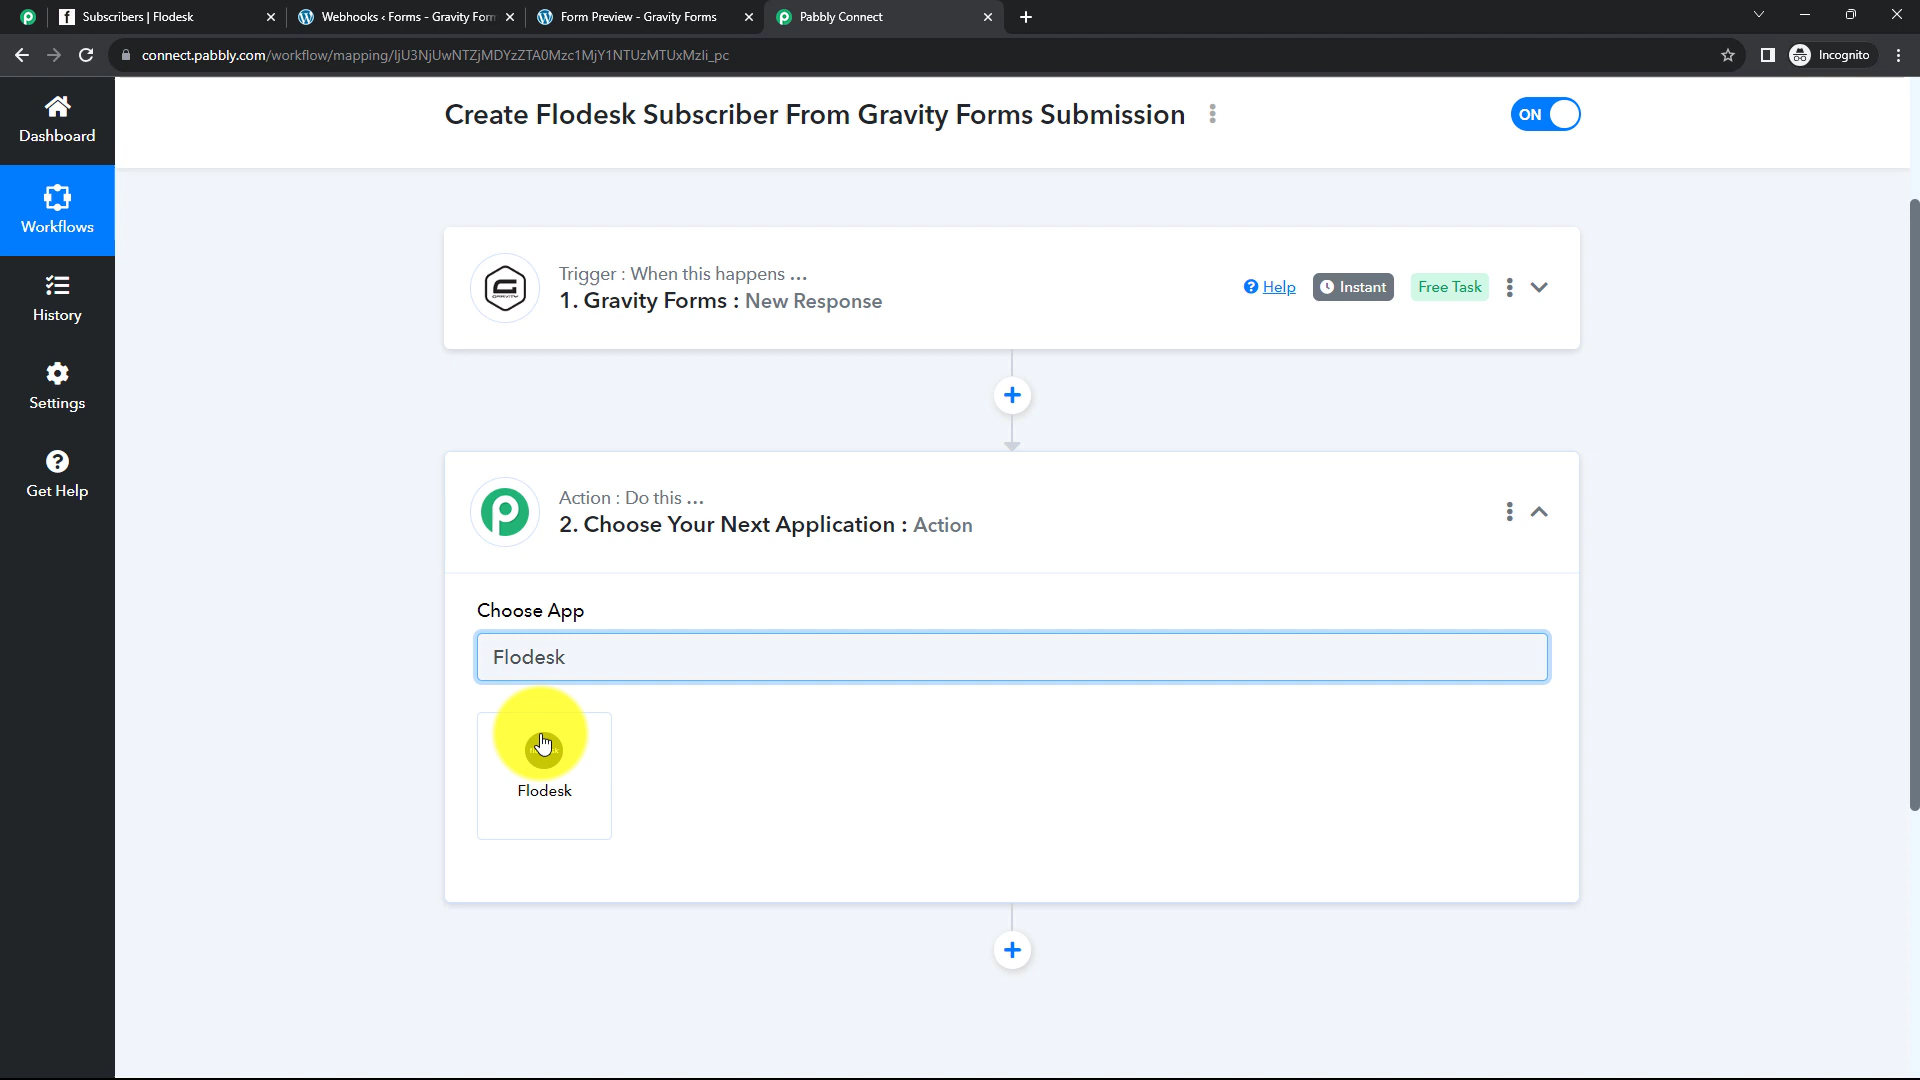 Subscribers | Flodesk
Webhooks ‹ Forms - Gravity Form
Form Preview - Gravity Forms
Pabbly Connect
connect.pabbly.com/workflow/mapping/IjU3NjUwNTZjMDYzZTA0Mzc1MjY1NTUzMTUxMzIi_pc
Incognito
Dashboard
Workflows
History
Settings
Get Help
Create Flodesk Subscriber From Gravity Forms Submission
ON
Trigger : When this happens ...
1. Gravity Forms : New Response
Help
Instant
Free Task
GRAVITY
Action : Do this ...
2. Choose Your Next Application : Action
Choose App
Flodesk
Flodesk